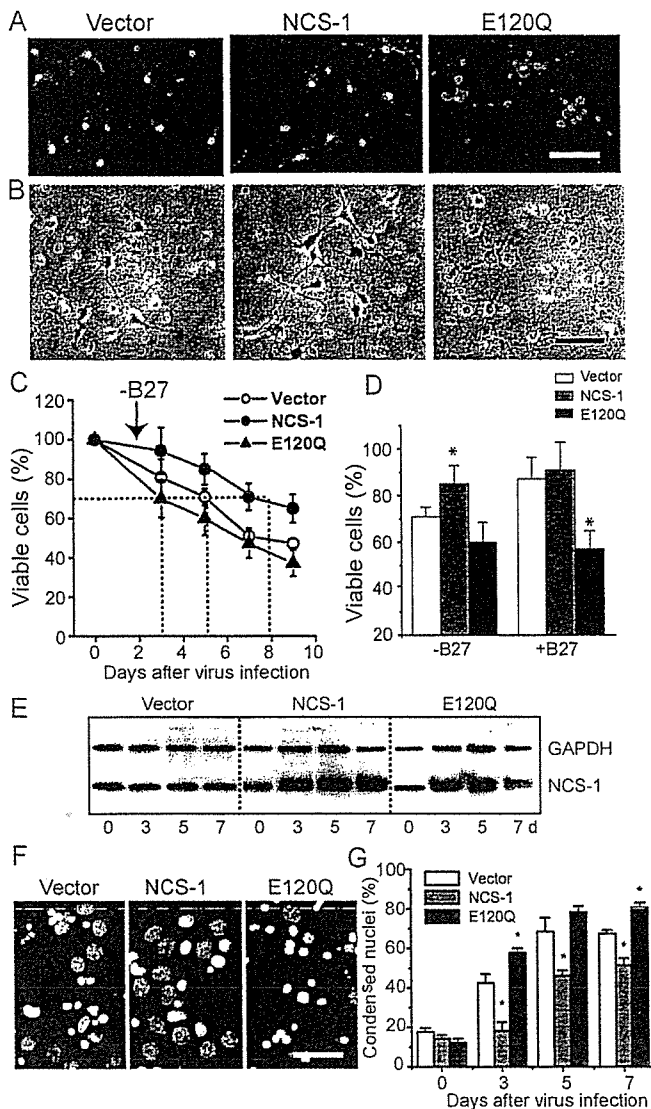 A
Vector
NCS-1
E120Q
B
C
-B27
Vector
NCS-1
E120Q
120
100
80
60
40
20
0
Viable cells (%)
0 2 4 6 8 10
Days after virus infection
D
Vector
NCS-1
E120Q
100
80
60
40
20
Viable cells (%)
*
*
-B27 +B27
E
Vector NCS-1 E120Q
GAPDH
NCS-1
0 3 5 7 0 3 5 7 0 3 5 7 d
F
Vector NCS-1 E120Q
G
Vector
NCS-1
E120Q
100
80
60
40
20
0
Condensed nuclei (%)
* * * * *
0 3 5 7
Days after virus infection